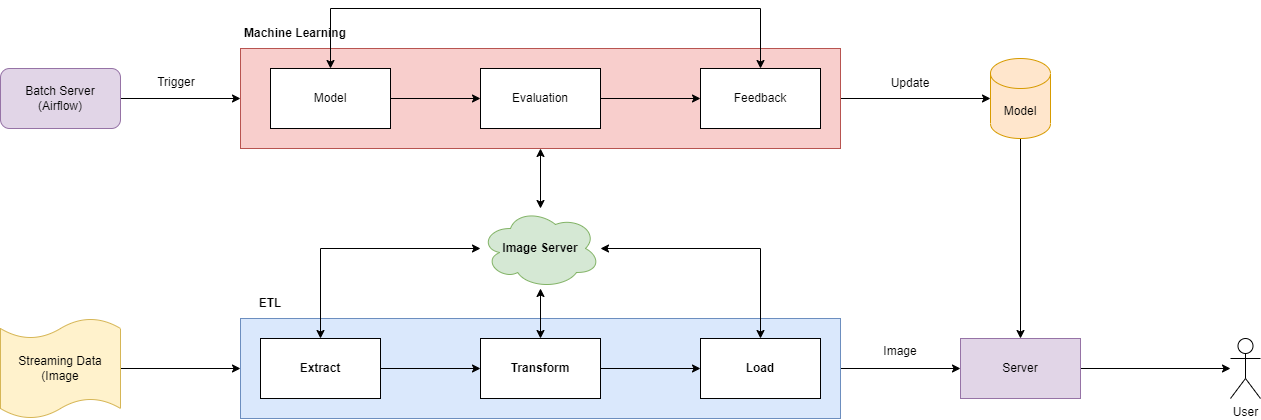 Machine Learning
Batch Server
(Airflow)
Trigger
Model
Evaluation
Feedback
Update
Model
Image Server
ETL
Streaming Data
(Image
Extract
Transform
Load
Image
Server
User